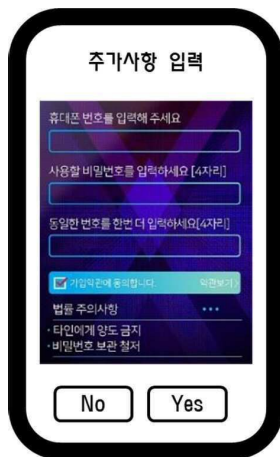 추가사항 입력
휴대폰 번호를 입력해 주세요
사용할 비밀번호를 입력하세요 [4자리]
동일한 번호를 한번 더 입력하세요[4자리]
가입약관에 동의합니다. 약관보기>
법률 주의사항 •••
· 타인에게 양도 금지
· 비밀번호 보관 철저
No Yes